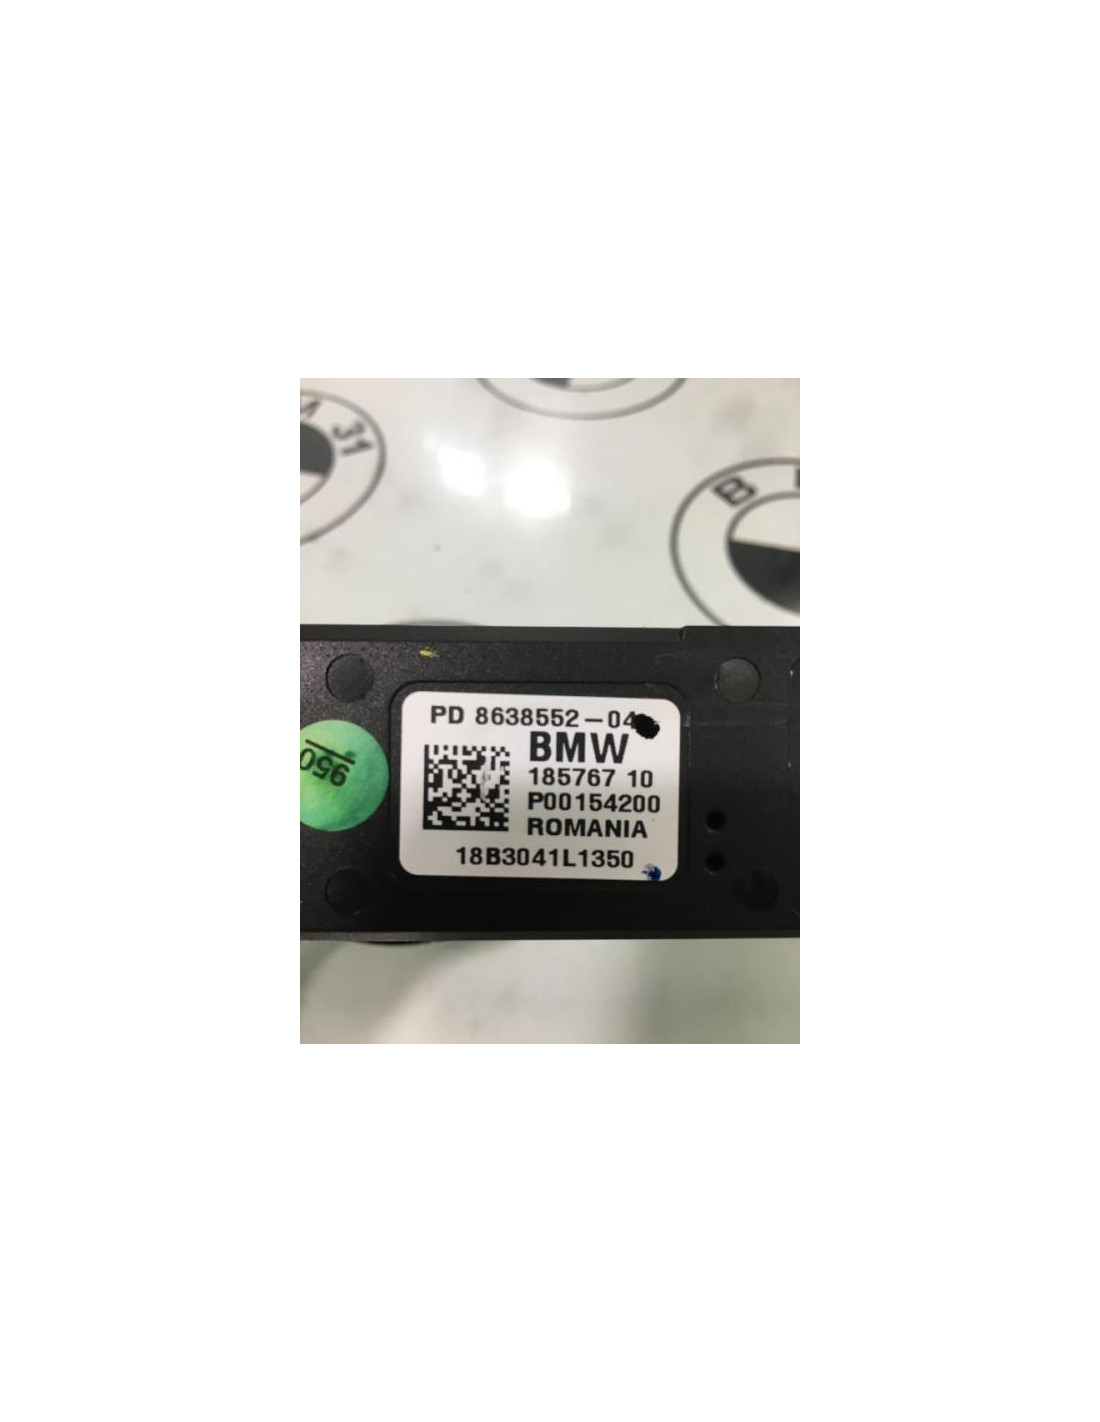 PD 8638552-04
BMW
185767 10
P00154200
ROMANIA
18B3041L1350
950